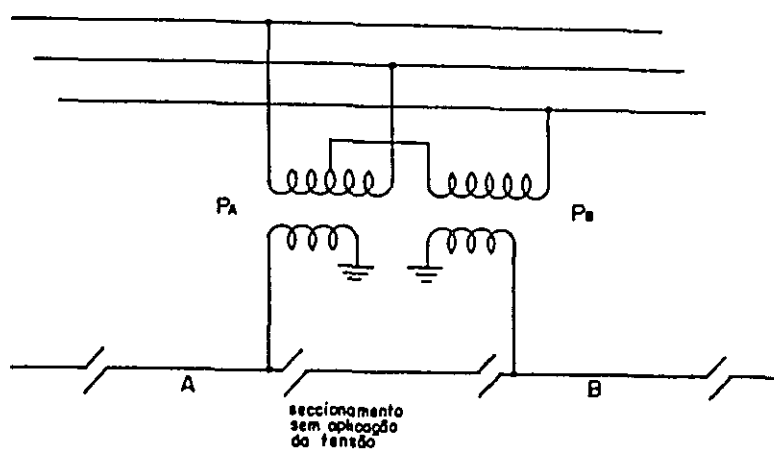 PA
PB
A
B
seccionamento
sem aplicação
da tensão